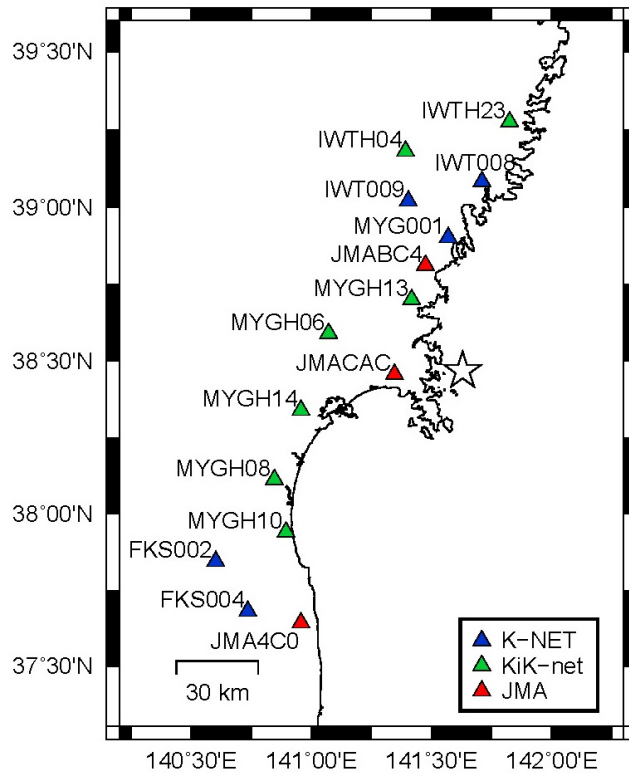 39°30'N
IWTH23
IWTH04
IWT008
IWT009
39°00'N
MYG001
JMABC4
MYGH13
MYGH06
38°30'N
JMACAC
MYGH14
MYGH08
38°00'N
MYGH10
FKS002
FKS004
JMA4C0
37°30'N
30 km
K-NET
KiK-net
JMA
140°30'E
141°00'E
141°30'E
142°00'E